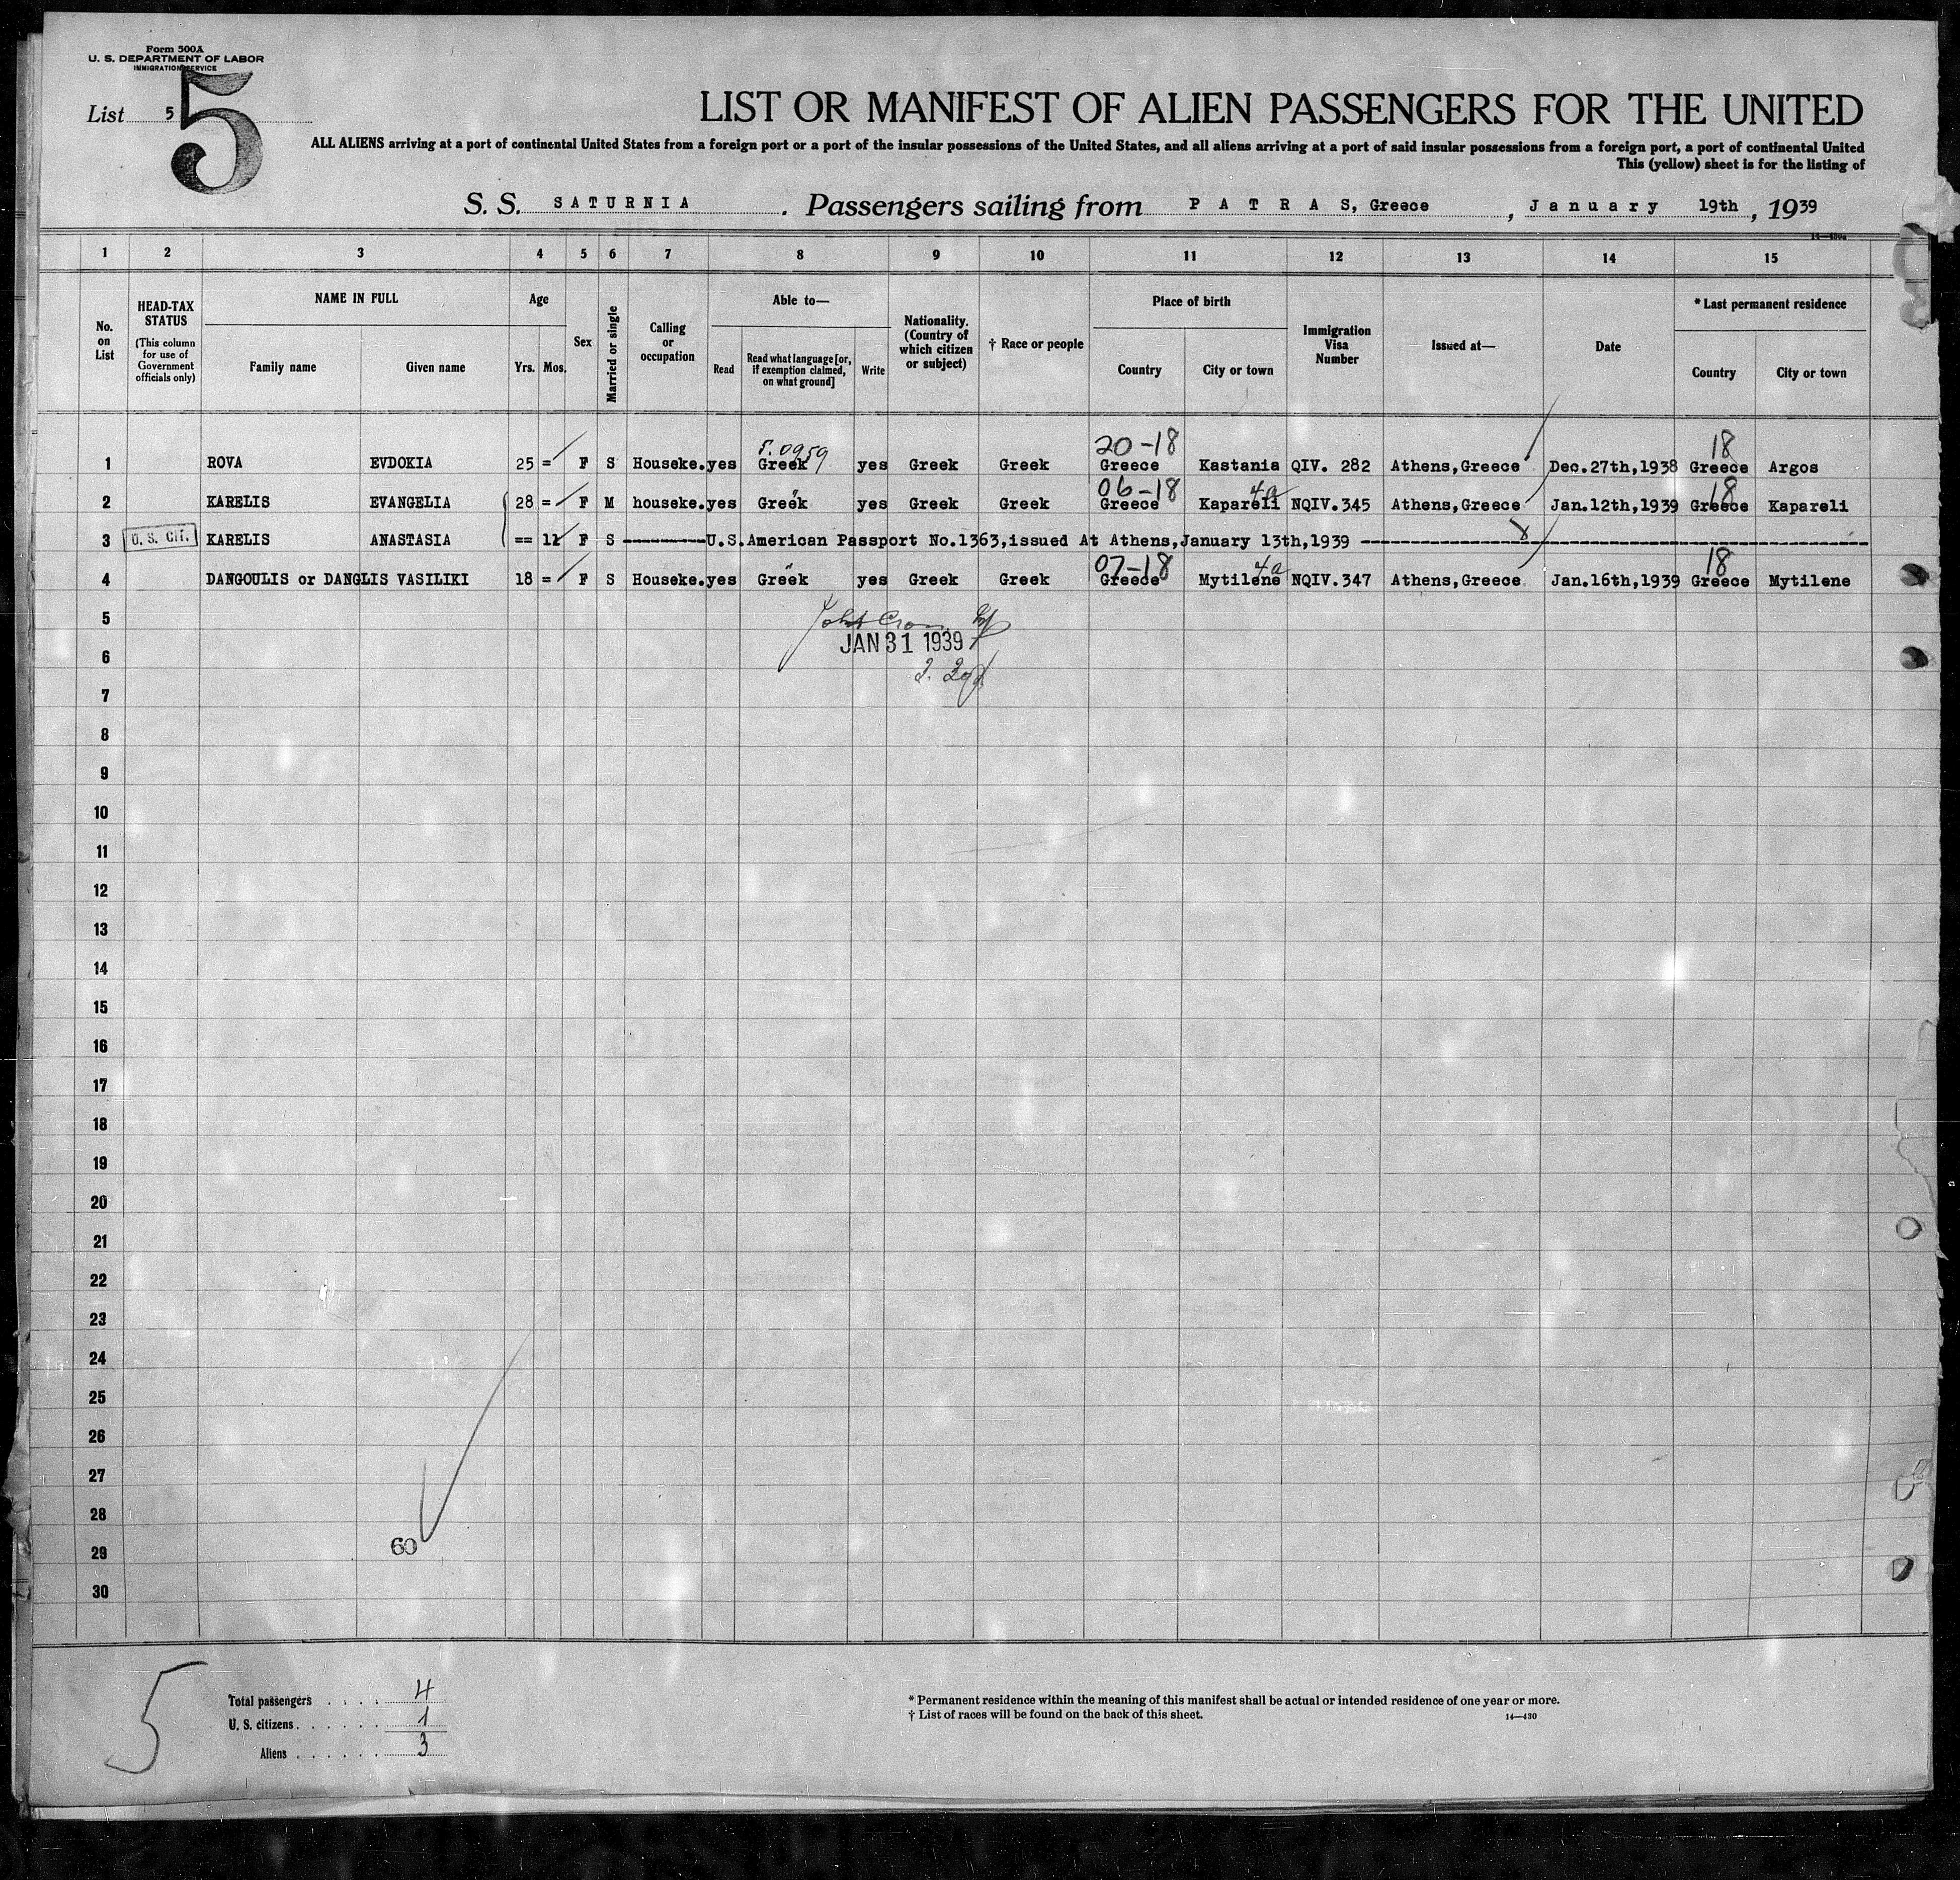 Form 500A
U. S. DEPARTMENT OF LABOR
IMMIGRATION SERVICE
List 5
5
LIST OR MANIFEST OF ALIEN PASSENGERS FOR THE UNITED
ALL ALIENS arriving at a port of continental United States from a foreign port or a port of the insular possessions of the United States, and all aliens arriving at a port of said insular possessions from a foreign port, a port of continental United
This (yellow) sheet is for the listing of
S. S. SATURNIA. Passengers sailing from PATRAS, Greece, January 19th, 1939
1 2 3 4 5 6 7 8 9 10 11 12 13 14 15
No. on List
HEAD-TAX STATUS
(This column for use of Government officials only)
NAME IN FULL
Family name Given name
Age
Yrs. Mos.
Sex
Married or single
Calling or occupation
Able to—
Read
Read what language [or, if exemption claimed, on what ground]
Write
Nationality. (Country of which citizen or subject)
† Race or people
Place of birth
Country City or town
Immigration Visa Number
Issued at—
Date
* Last permanent residence
Country City or town
5.0959 20-18 18
1 ROVA EVDOKIA 25 = F S Houseke. yes Greek yes Greek Greek Greece Kastania QIV. 282 Athens,Greece Dec.27th,1938 Greece Argos
" 06-18 4a 18
2 KARELIS EVANGELIA 28 = F M houseke. yes Greek yes Greek Greek Greece Kapareli NQIV.345 Athens,Greece Jan.12th,1939 Greece Kapareli
3 U. S. Cit. KARELIS ANASTASIA == 11 F S ---------U.S.American Passport No.1363,issued At Athens,January 13th,1939 ---------
" 07-18 4a 18
4 DANGOULIS or DANGLIS VASILIKI 18 = F S Houseke. yes Greek yes Greek Greek Greece Mytilene NQIV.347 Athens,Greece Jan.16th,1939 Greece Mytilene
5
JAN 31 1939
6
7
8
9
10
11
12
13
14
15
16
17
18
19
20
21
22
23
24
25
26
27
28
60
29
30
5
Total passengers . . . . 4
U. S. citizens . . . . . . 1
Aliens . . . . . . 3
* Permanent residence within the meaning of this manifest shall be actual or intended residence of one year or more.
† List of races will be found on the back of this sheet.
14—430